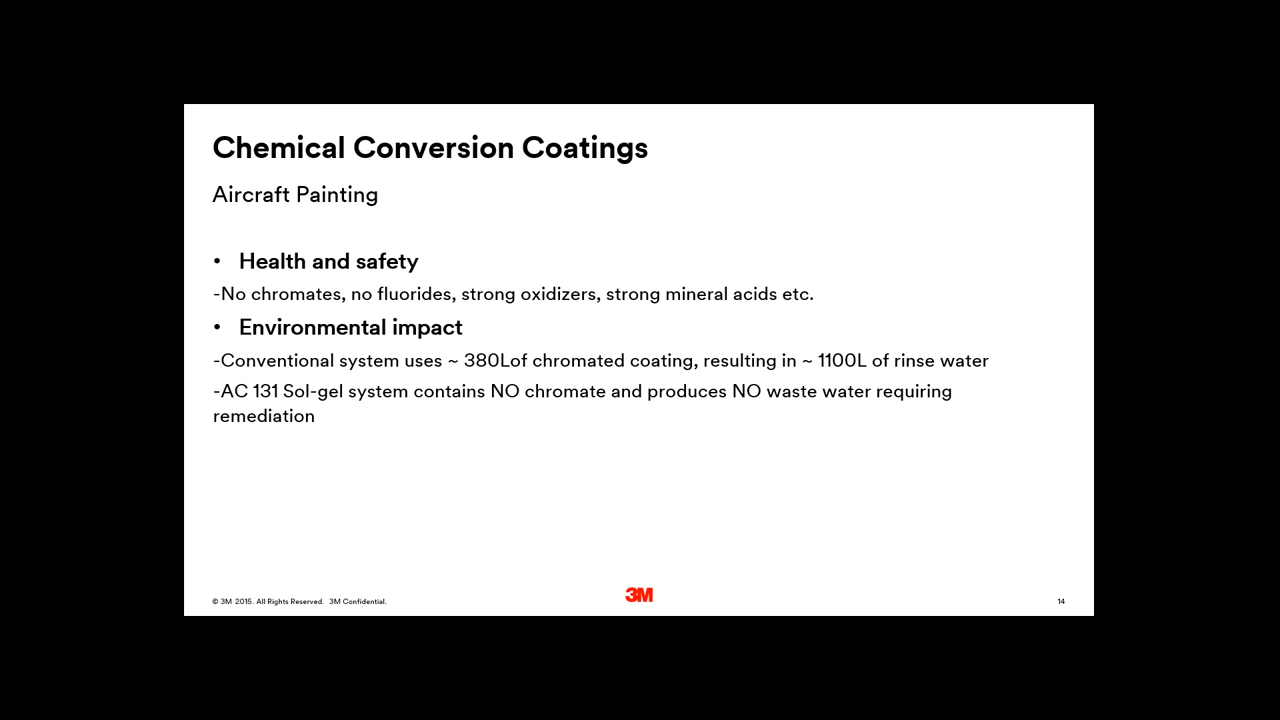 Chemical Conversion Coatings
Aircraft Painting
• Health and safety
-No chromates, no fluorides, strong oxidizers, strong mineral acids etc.
• Environmental impact
-Conventional system uses ~ 380Lof chromated coating, resulting in ~ 1100L of rinse water
-AC 131 Sol-gel system contains NO chromate and produces NO waste water requiring
remediation
© 3M 2015. All Rights Reserved. 3M Confidential.
3M
14